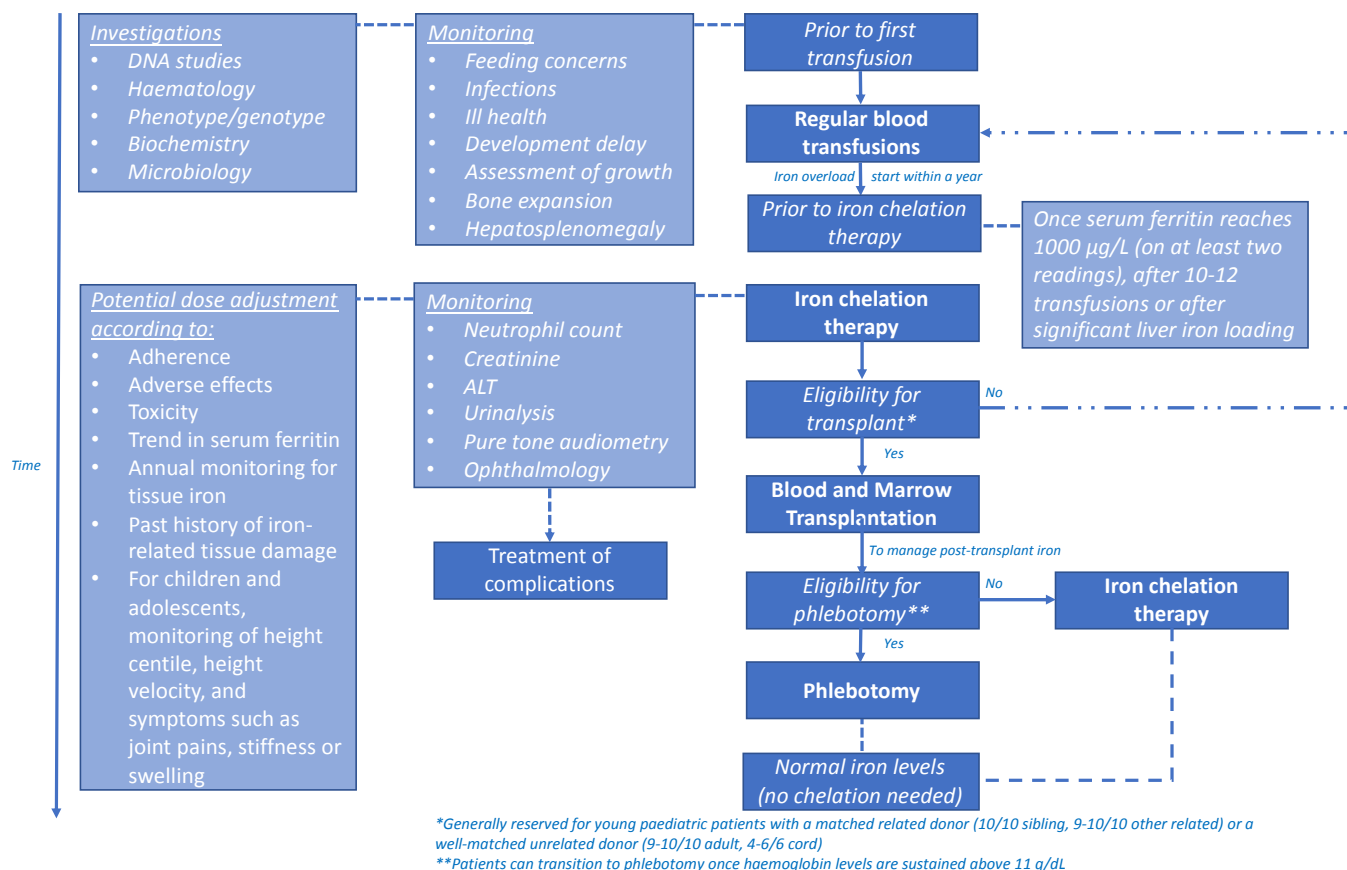 Investigations
• DNA studies
• Haematology
• Phenotype/genotype
• Biochemistry
• Microbiology
Monitoring
• Feeding concerns
• Infections
• Ill health
• Development delay
• Assessment of growth
• Bone expansion
• Hepatosplenomegaly
Prior to first
transfusion
Regular blood
transfusions
Iron overload start within a year
Prior to iron chelation
therapy
Once serum ferritin reaches
1000 µg/L (on at least two
readings), after 10-12
transfusions or after
significant liver iron loading
Time
Potential dose adjustment
according to:
• Adherence
• Adverse effects
• Toxicity
• Trend in serum ferritin
• Annual monitoring for
tissue iron
• Past history of iron-
related tissue damage
• For children and
adolescents,
monitoring of height
centile, height
velocity, and
symptoms such as
joint pains, stiffness or
swelling
Monitoring
• Neutrophil count
• Creatinine
• ALT
• Urinalysis
• Pure tone audiometry
• Ophthalmology
Treatment of
complications
Iron chelation
therapy
Eligibility for
transplant*
No
Yes
Blood and Marrow
Transplantation
To manage post-transplant iron
Eligibility for
phlebotomy**
No
Iron chelation
therapy
Yes
Phlebotomy
Normal iron levels
(no chelation needed)
*Generally reserved for young paediatric patients with a matched related donor (10/10 sibling, 9-10/10 other related) or a
well-matched unrelated donor (9-10/10 adult, 4-6/6 cord)
**Patients can transition to phlebotomy once haemoglobin levels are sustained above 11 g/dL